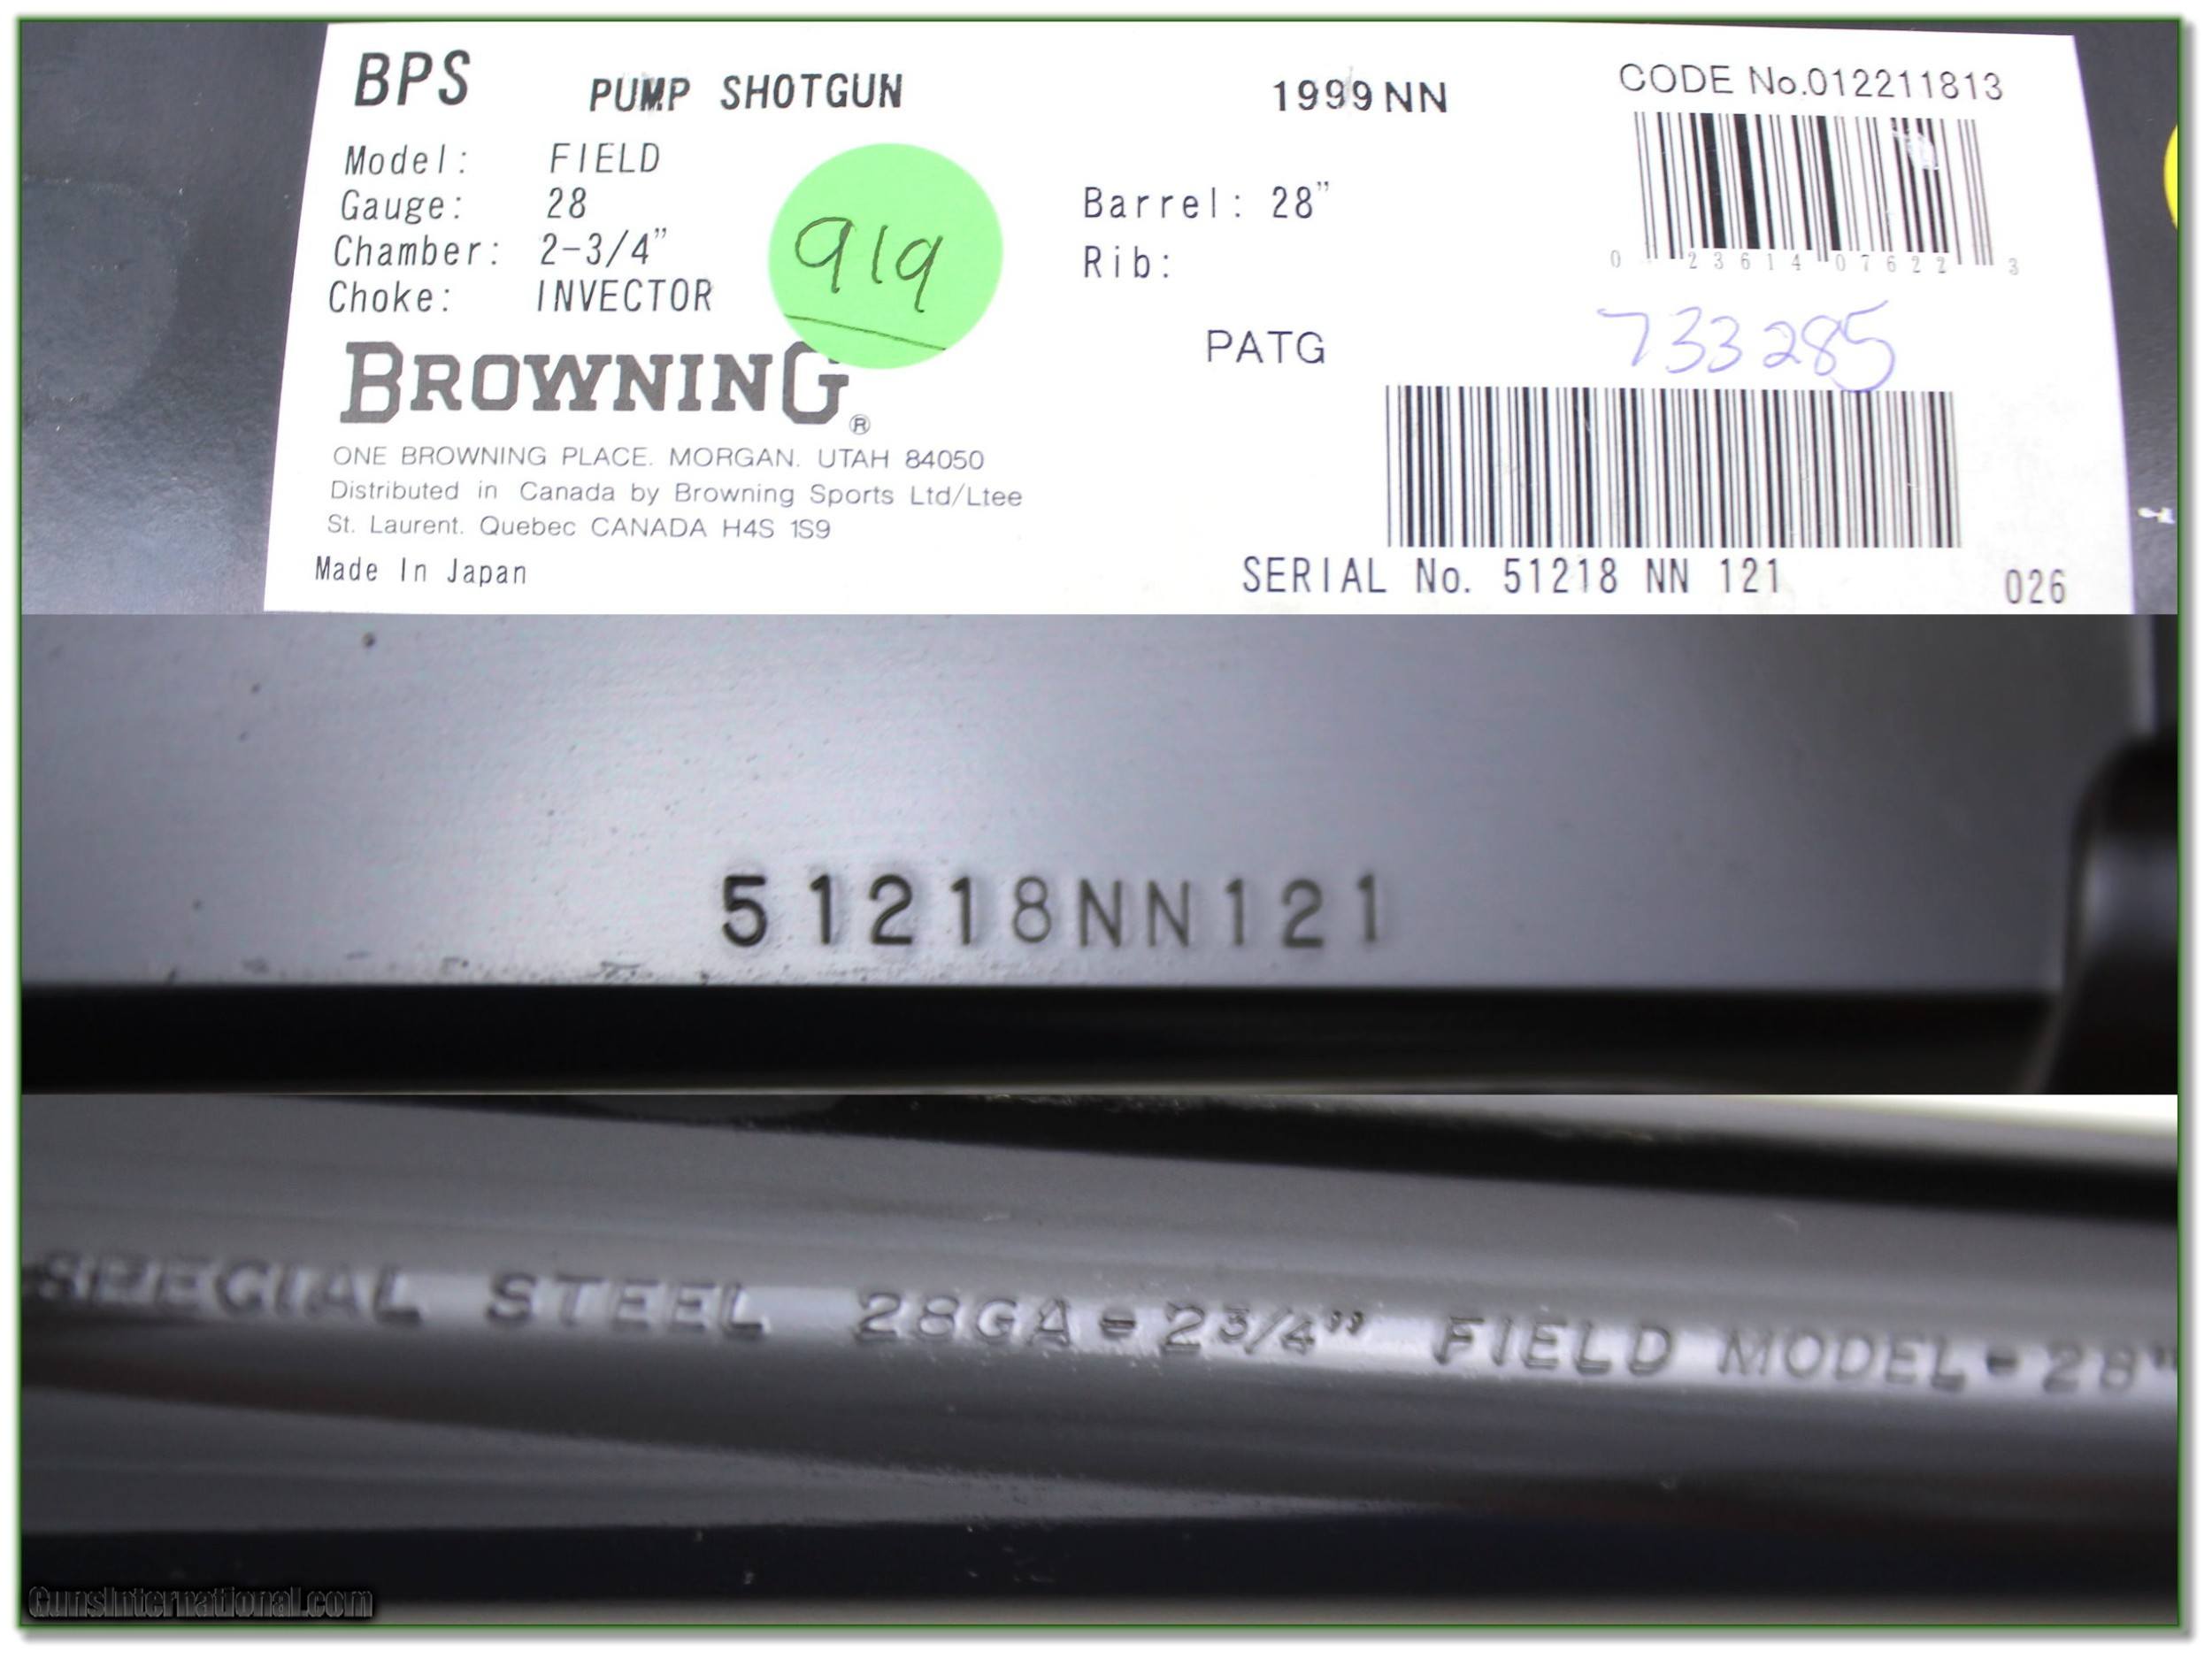 BPS PUMP SHOTGUN 1999NN CODE No.012211813
Model: FIELD
Gauge: 28 Barrel: 28"
Chamber: 2-3/4" Rib:
Choke: INVECTOR
919
0 23614 07622 3
PATG 733285
BROWNING®
ONE BROWNING PLACE. MORGAN. UTAH 84050
Distributed in Canada by Browning Sports Ltd/Ltee
St. Laurent. Quebec CANADA H4S 1S9
Made In Japan SERIAL No. 51218 NN 121 026
51218NN121
SPECIAL STEEL 28GA-2 3/4" FIELD MODEL-28"
GunsInternational.com